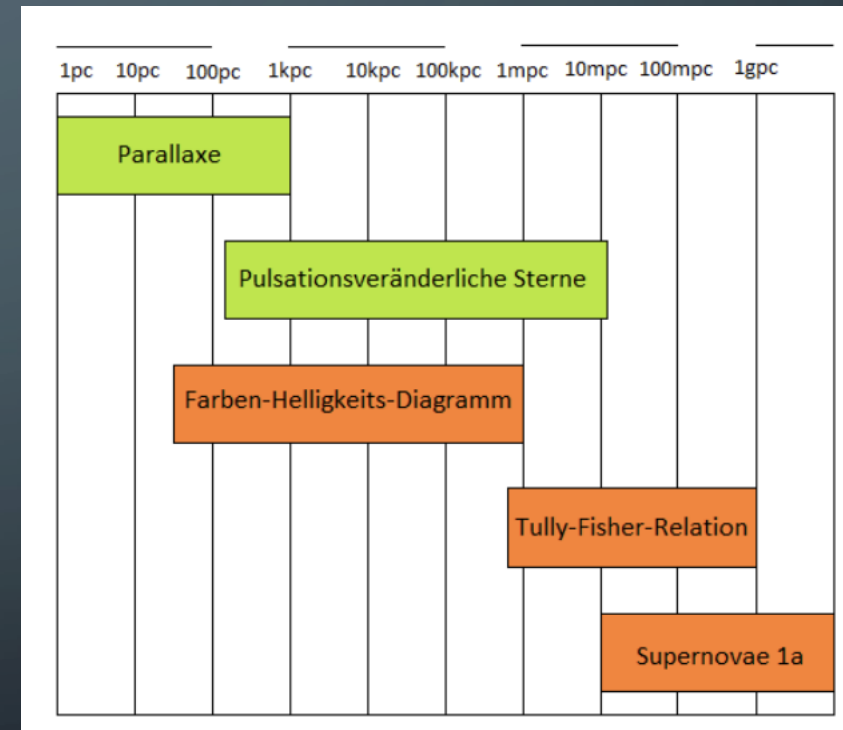 1pc 10pc 100pc 1kpc 10kpc 100kpc 1mpc 10mpc 100mpc 1gpc
Parallaxe
Pulsationsveränderliche Sterne
Farben-Helligkeits-Diagramm
Tully-Fisher-Relation
Supernovae 1a